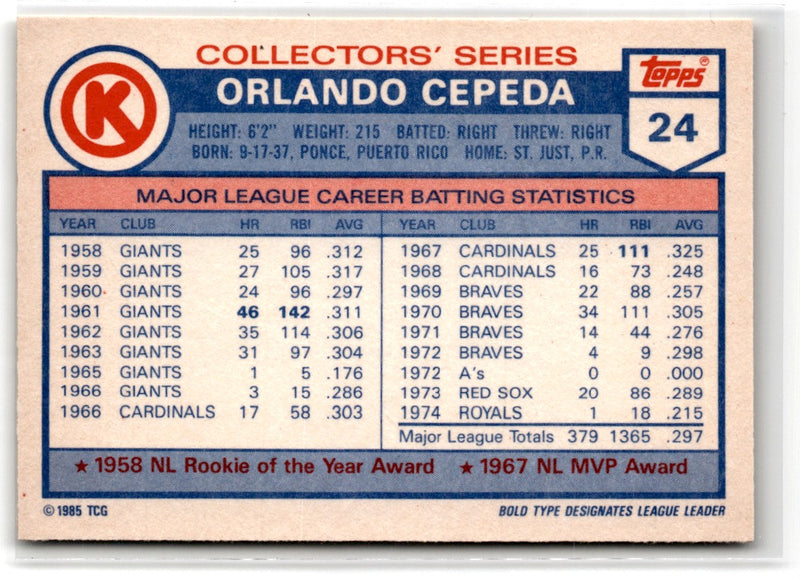 COLLECTORS' SERIES
K
ORLANDO CEPEDA
TOPPS®
24
HEIGHT: 6'2" WEIGHT: 215 BATTED: RIGHT THREW: RIGHT
BORN: 9-17-37, PONCE, PUERTO RICO HOME: ST. JUST, P.R.
MAJOR LEAGUE CAREER BATTING STATISTICS
YEAR CLUB HR RBI AVG
1958 GIANTS 25 96 .312
1959 GIANTS 27 105 .317
1960 GIANTS 24 96 .297
1961 GIANTS 46 142 .311
1962 GIANTS 35 114 .306
1963 GIANTS 31 97 .304
1965 GIANTS 1 5 .176
1966 GIANTS 3 15 .286
1966 CARDINALS 17 58 .303
YEAR CLUB HR RBI AVG
1967 CARDINALS 25 111 .325
1968 CARDINALS 16 73 .248
1969 BRAVES 22 88 .257
1970 BRAVES 34 111 .305
1971 BRAVES 14 44 .276
1972 BRAVES 4 9 .298
1972 A's 0 0 .000
1973 RED SOX 20 86 .289
1974 ROYALS 1 18 .215
Major League Totals 379 1365 .297
★ 1958 NL Rookie of the Year Award ★ 1967 NL MVP Award
© 1985 TCG
BOLD TYPE DESIGNATES LEAGUE LEADER